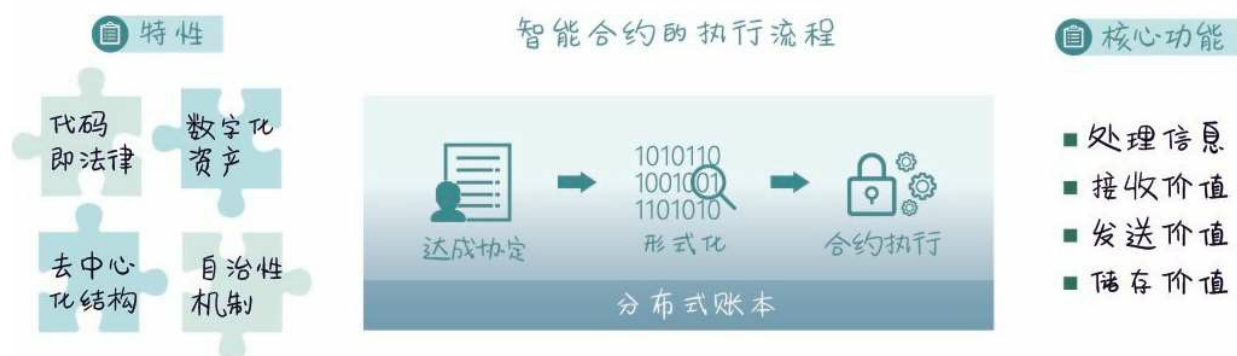 特性
代码
即法律
数字化
资产
去中心
化结构
自治性
机制
智能合约的执行流程
1010110
1001001
1101010
达成协定
形式化
合约执行
分布式账本
核心功能
处理信息
接收价值
发送价值
储存价值